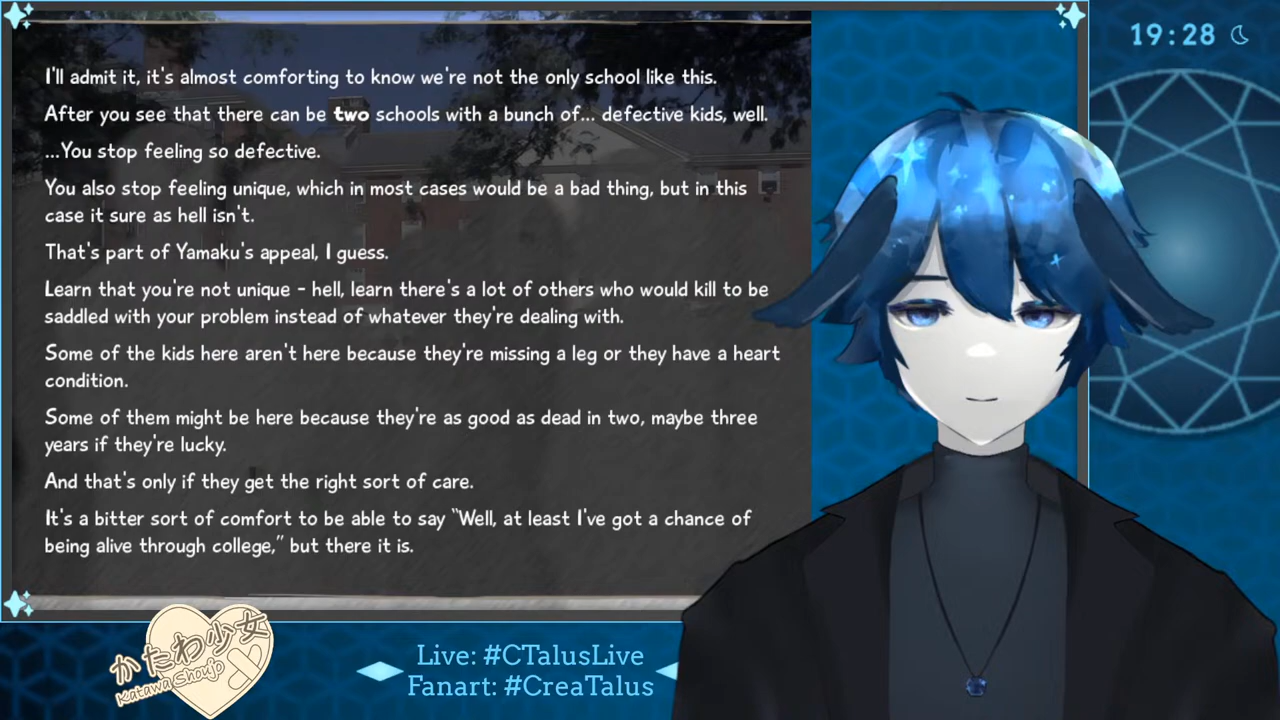 19:28
I'll admit it, it's almost comforting to know we're not the only school like this.
After you see that there can be two schools with a bunch of... defective kids, well.
...You stop feeling so defective.
You also stop feeling unique, which in most cases would be a bad thing, but in this
case it sure as hell isn't.
That's part of Yamaku's appeal, I guess.
Learn that you're not unique - hell, learn there's a lot of others who would kill to be
saddled with your problem instead of whatever they're dealing with.
Some of the kids here aren't here because they're missing a leg or they have a heart
condition.
Some of them might be here because they're as good as dead in two, maybe three
years if they're lucky.
And that's only if they get the right sort of care.
It's a bitter sort of comfort to be able to say “Well, at least I've got a chance of
being alive through college,” but there it is.
かたわ少女
Katawa Shoujo
Live: #CTalusLive
Fanart: #CreaTalus